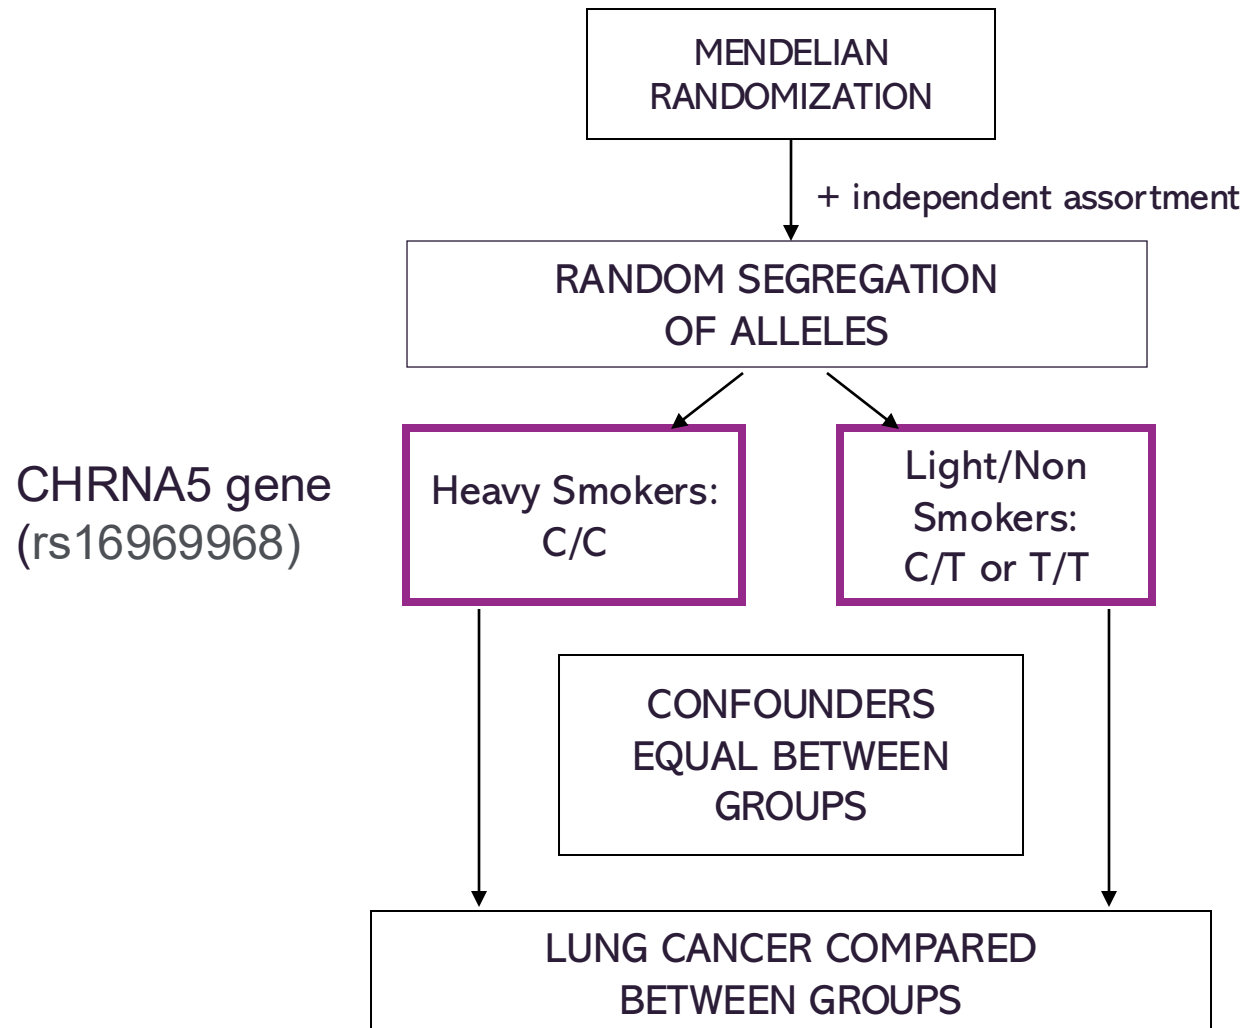 MENDELIAN
RANDOMIZATION
+ independent assortment
RANDOM SEGREGATION
OF ALLELES
CHRNA5 gene
(rs16969968)
Heavy Smokers:
C/C
Light/Non
Smokers:
C/T or T/T
CONFOUNDERS
EQUAL BETWEEN
GROUPS
LUNG CANCER COMPARED
BETWEEN GROUPS